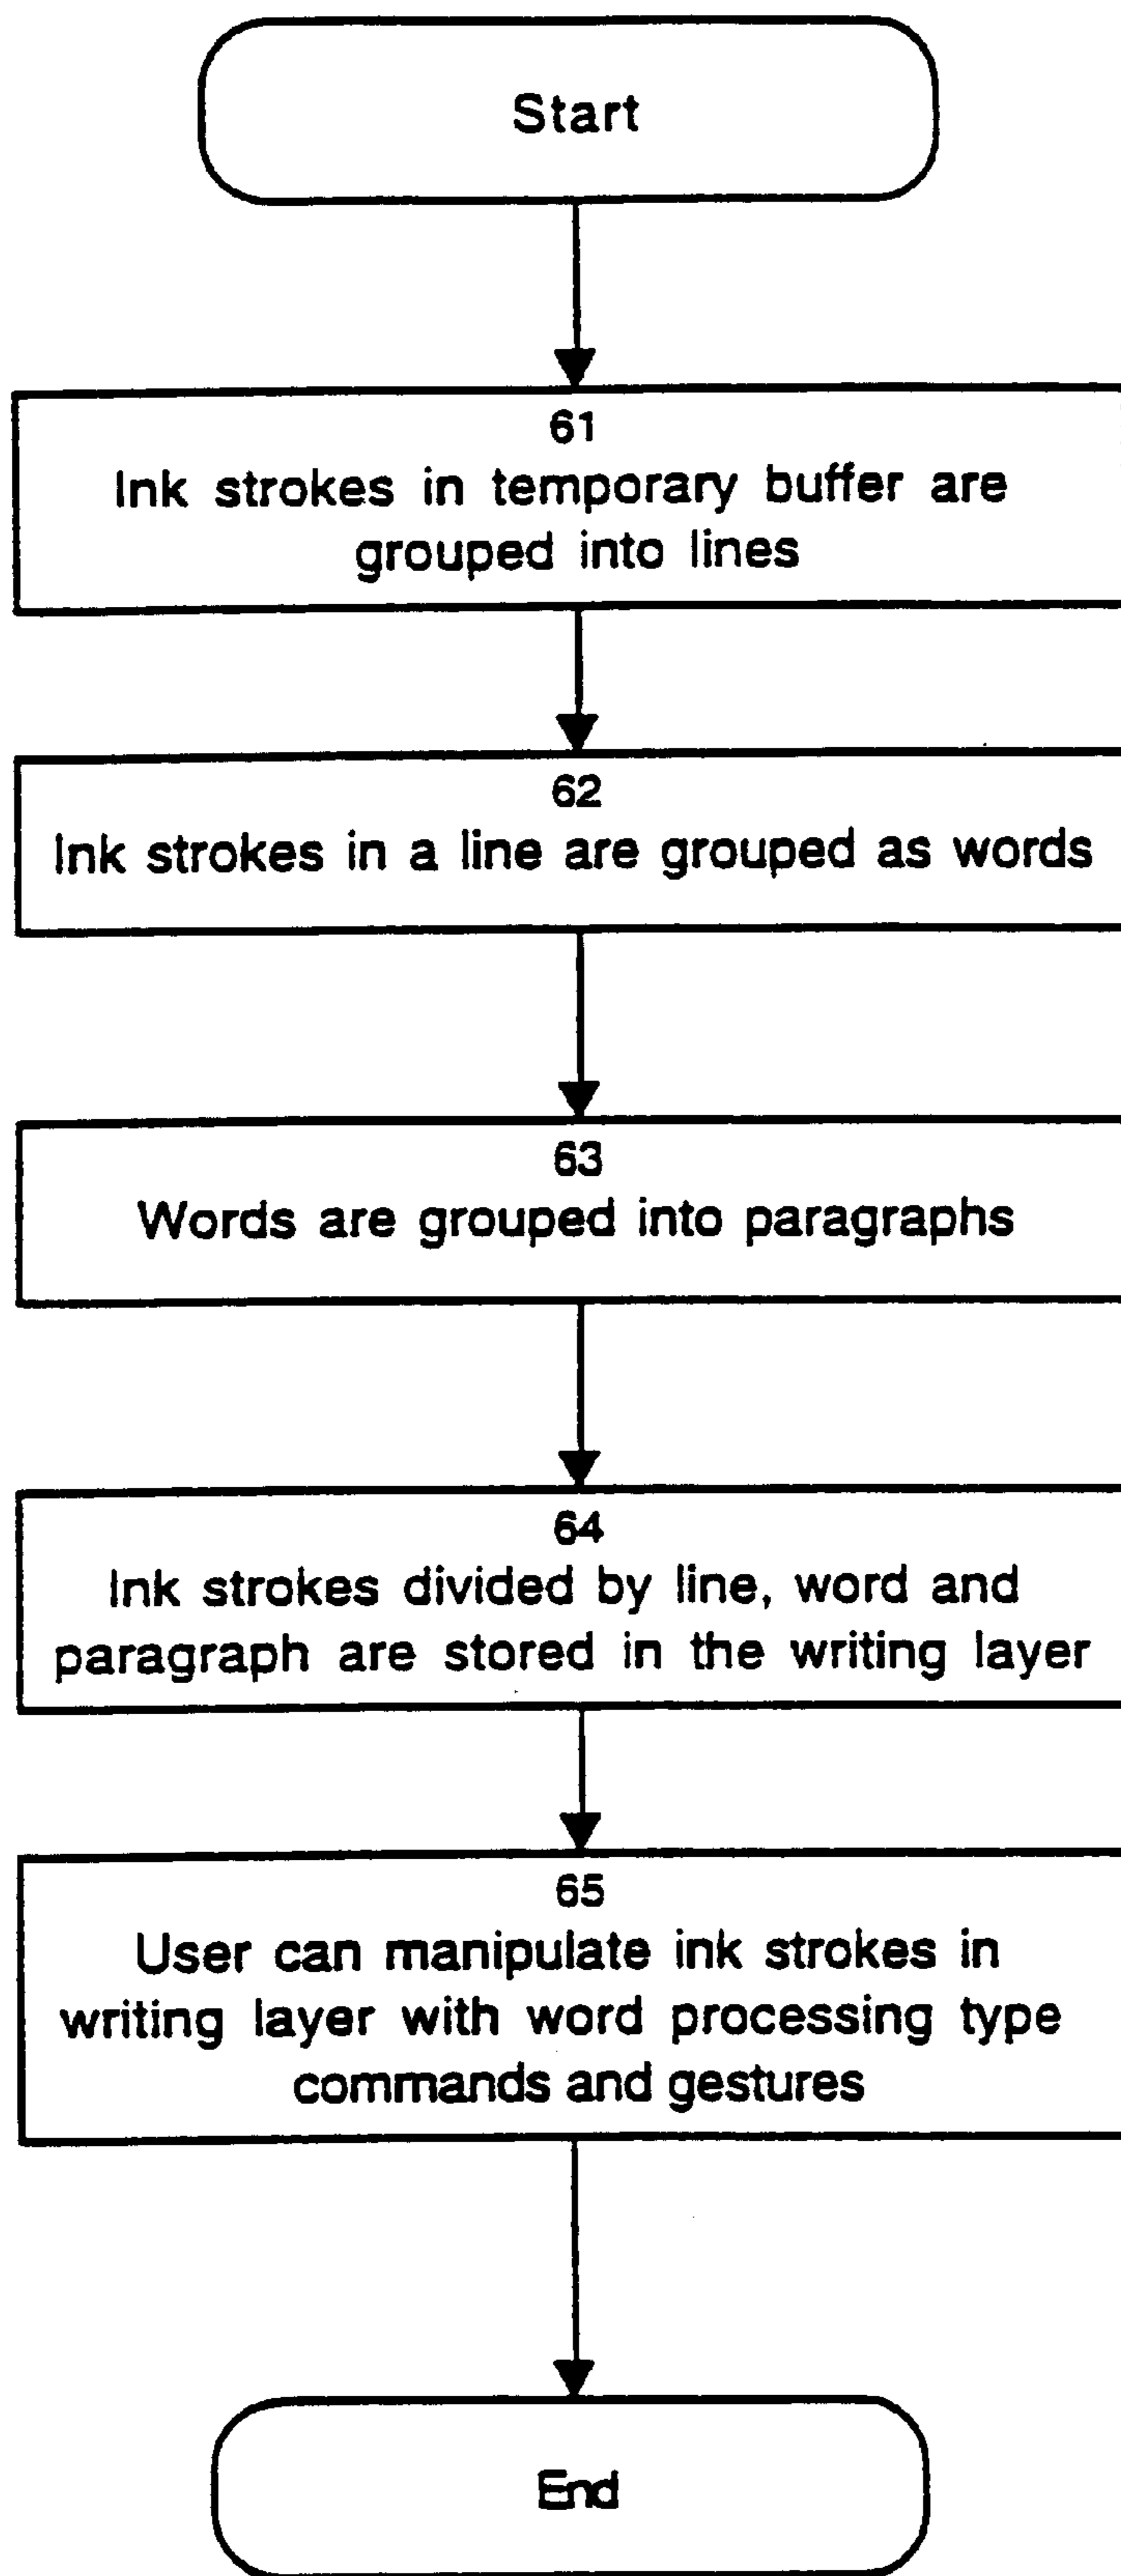 Start
61
Ink strokes in temporary buffer are
grouped into lines
62
Ink strokes in a line are grouped as words
63
Words are grouped into paragraphs
64
Ink strokes divided by line, word and
paragraph are stored in the writing layer
65
User can manipulate ink strokes in
writing layer with word processing type
commands and gestures
End